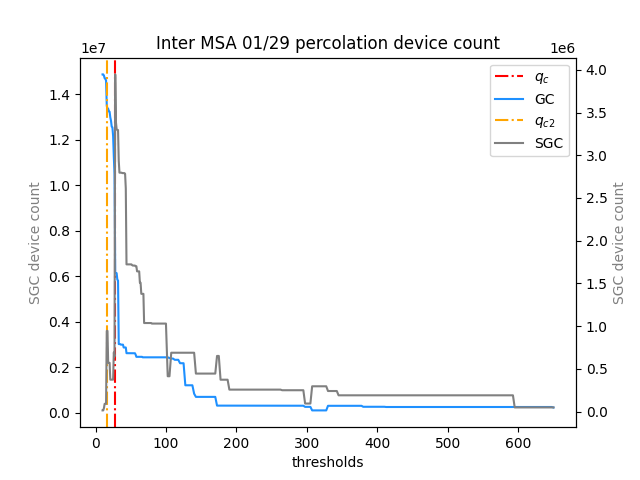 Inter MSA 01/29 percolation device count
1e7
1e6
1.4
1.2
1.0
0.8
0.6
0.4
0.2
0.0
SGC device count
4.0
3.5
3.0
2.5
2.0
1.5
1.0
0.5
0.0
SGC device count
q_c
GC
q_{c2}
SGC
0 100 200 300 400 500 600
thresholds